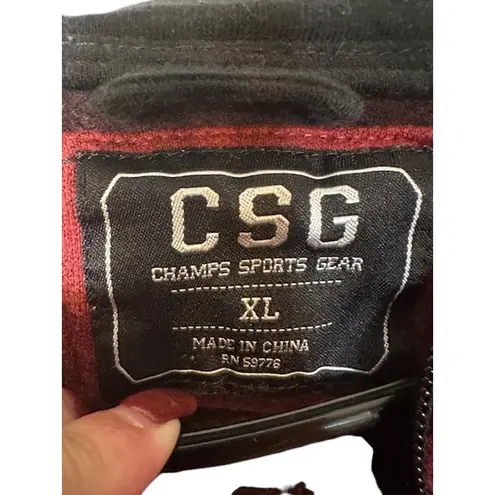 CSG
CHAMPS SPORTS GEAR
XL
MADE IN CHINA
RN 59776